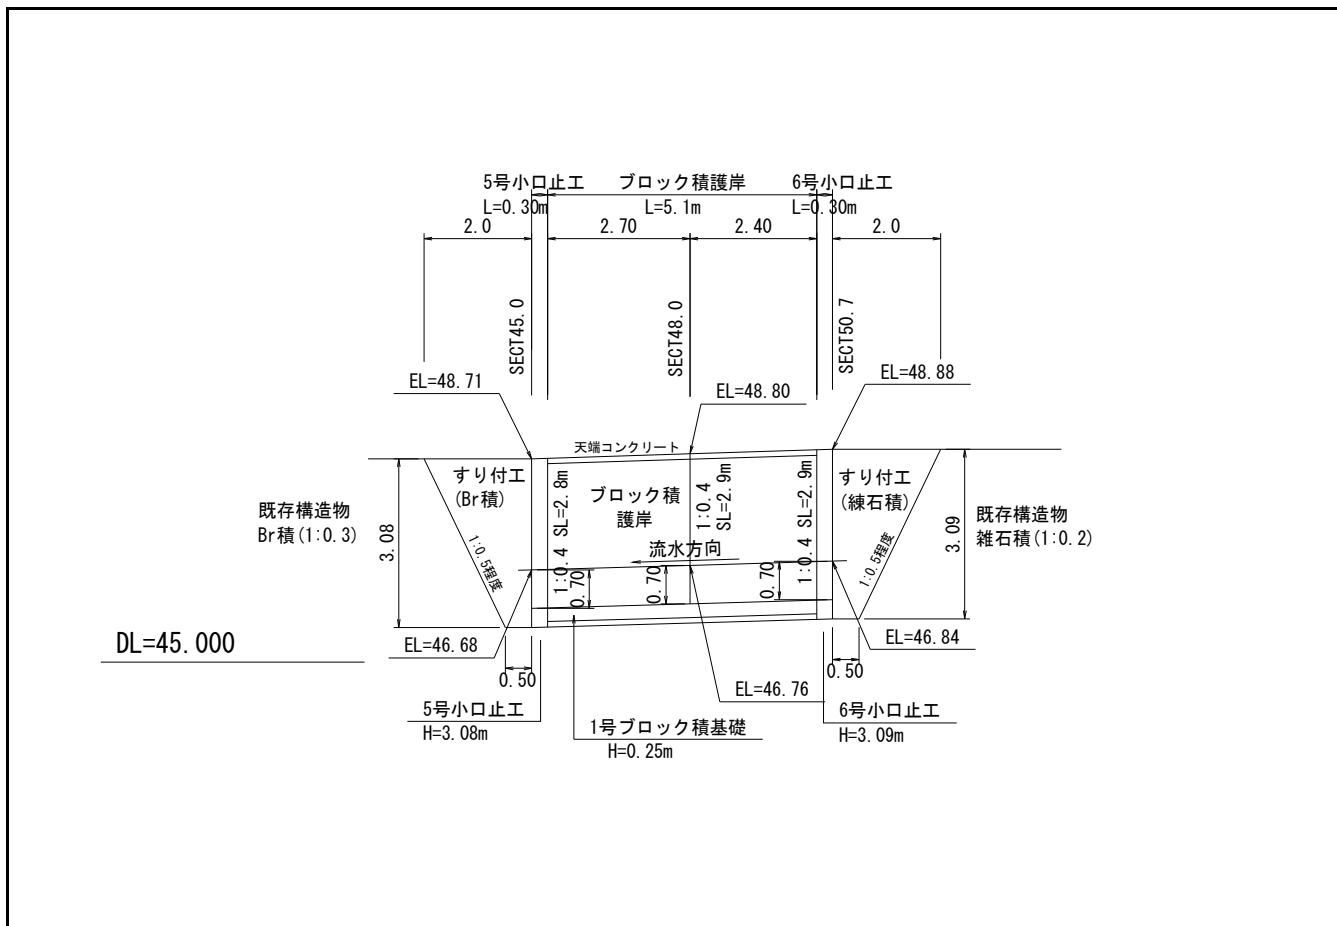 5号小口止工 ブロック積護岸 6号小口止工
L=0.30m L=5.1m L=0.30m
2.0 2.70 2.40 2.0
SECT45.0
SECT48.0
SECT50.7
EL=48.71
EL=48.80
EL=48.88
天端コンクリート
すり付工
(Br積)
ブロック積
護岸
すり付工
(練石積)
既存構造物
Br積(1:0.3)
3.08
1:0.5程度
1:0.4 SL=2.8m
1:0.4
SL=2.9m
1:0.4 SL=2.9m
流水方向
0.70
0.70
0.70
1:0.5程度
3.09
既存構造物
雑石積(1:0.2)
DL=45.000
EL=46.68
EL=46.76
EL=46.84
0.50
0.50
5号小口止工
H=3.08m
1号ブロック積基礎
H=0.25m
6号小口止工
H=3.09m